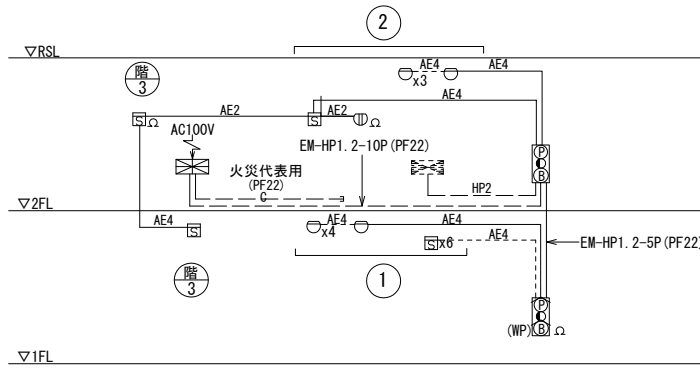 ②
▽RSL
階
3
AE4
x3
AE4
AE4
S Ω
AE2
S
AE2
Ω
AC100V
EM-HP1.2-10P(PF22)
P
B
火災代表用
(PF22)
C
HP2
▽2FL
AE4
S
AE4
x4
AE4
S x6
AE4
EM-HP1.2-5P(PF22)
階
3
①
P
(WP) B Ω
▽1FL